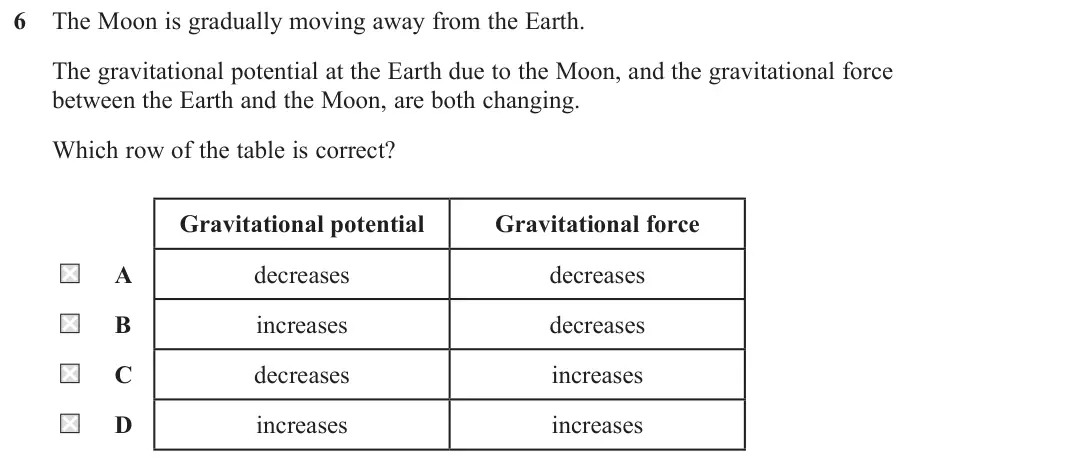 6 The Moon is gradually moving away from the Earth.
The gravitational potential at the Earth due to the Moon, and the gravitational force
between the Earth and the Moon, are both changing.
Which row of the table is correct?
Gravitational potential Gravitational force
A decreases decreases
B increases decreases
C decreases increases
D increases increases